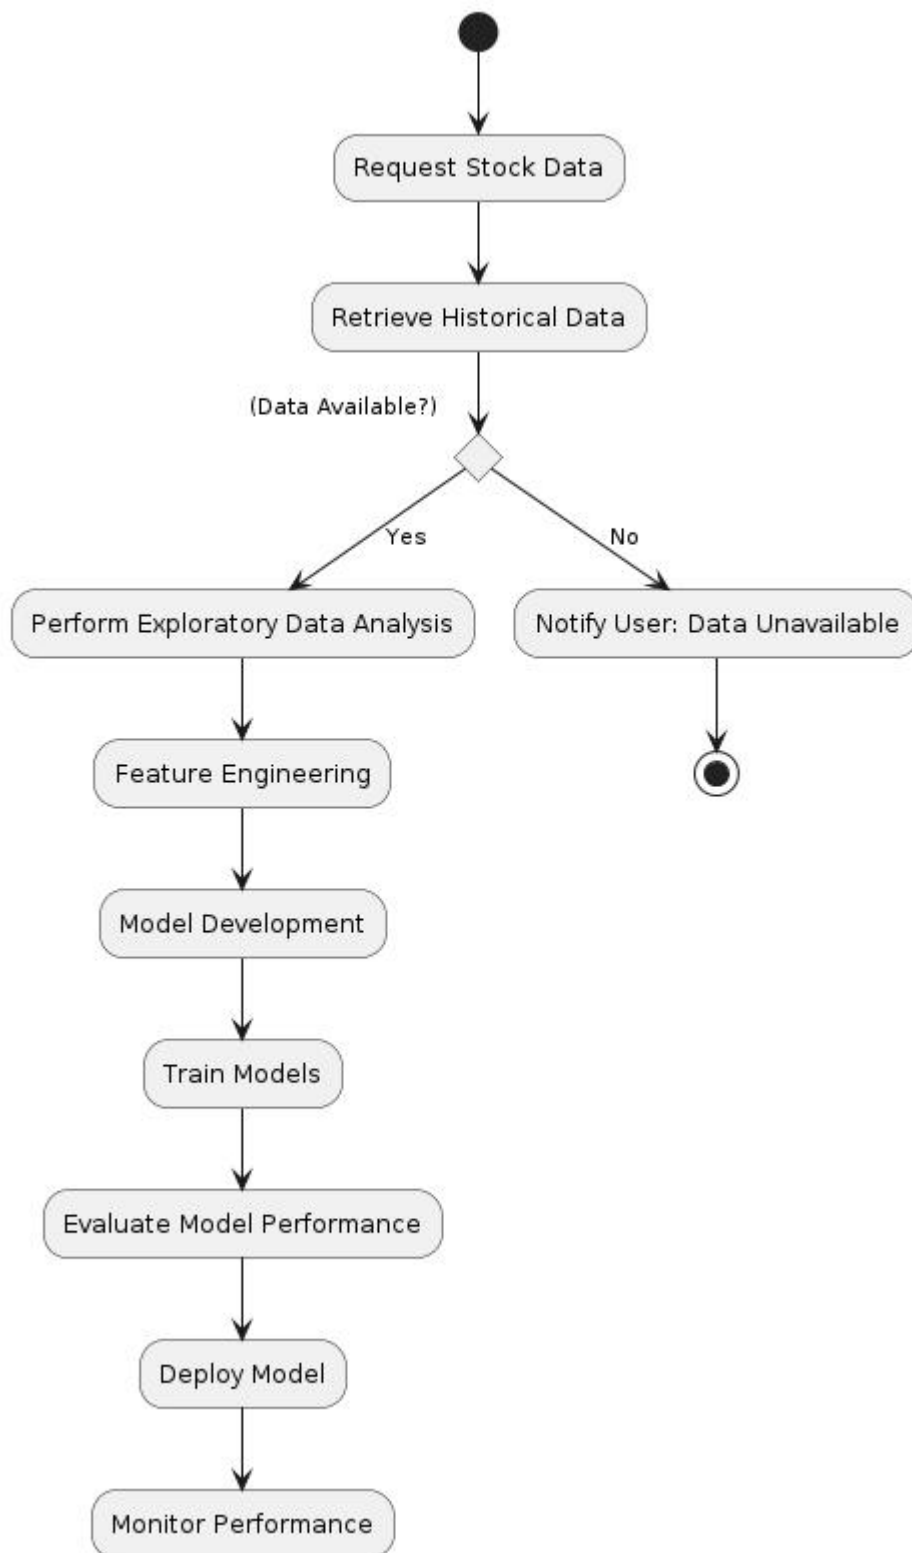 Request Stock Data
Retrieve Historical Data
(Data Available?)
Yes
No
Perform Exploratory Data Analysis
Notify User: Data Unavailable
Feature Engineering
Model Development
Train Models
Evaluate Model Performance
Deploy Model
Monitor Performance